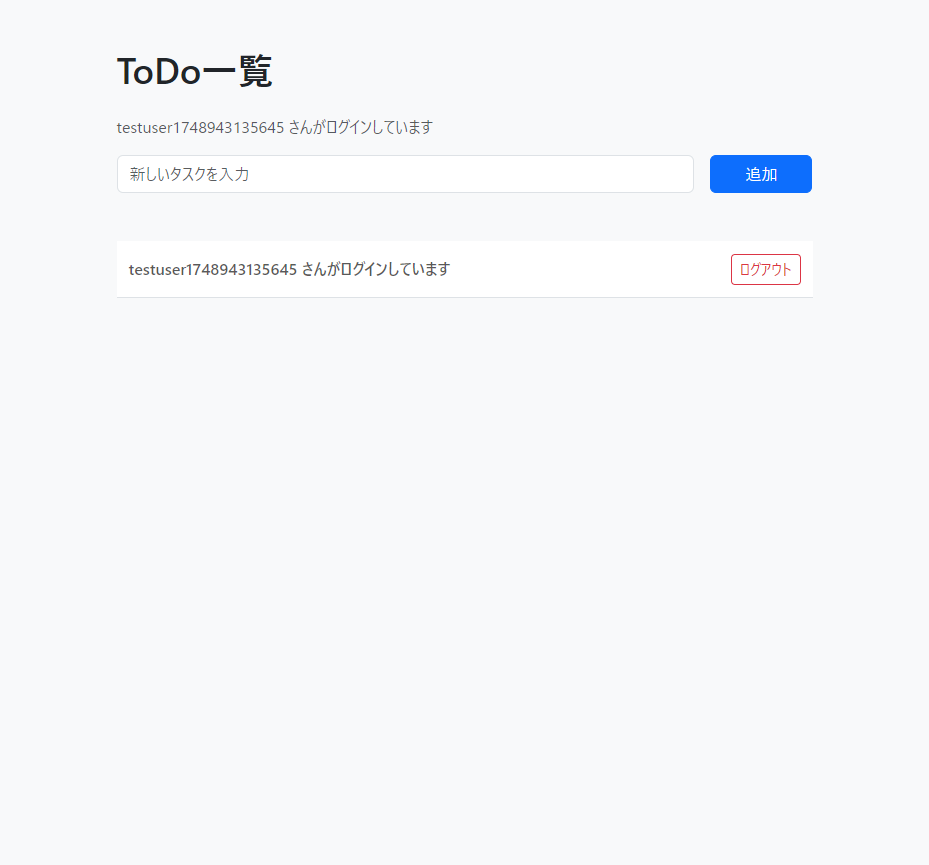 ToDo一覧
testuser1748943135645 さんがログインしています
新しいタスクを入力
追加
testuser1748943135645 さんがログインしています
ログアウト